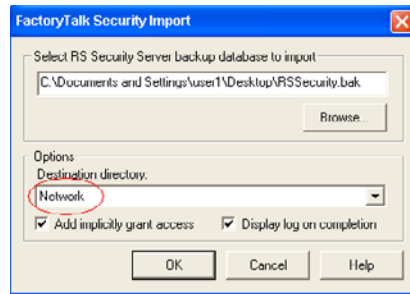 FactoryTalk Security Import
Select RS Security Server backup database to import
C:\Documents and Settings\user1\Desktop\RSSecurity.bak
Browse...
Options
Destination directory:
Network
Add implicitly grant access Display log on completion
OK Cancel Help